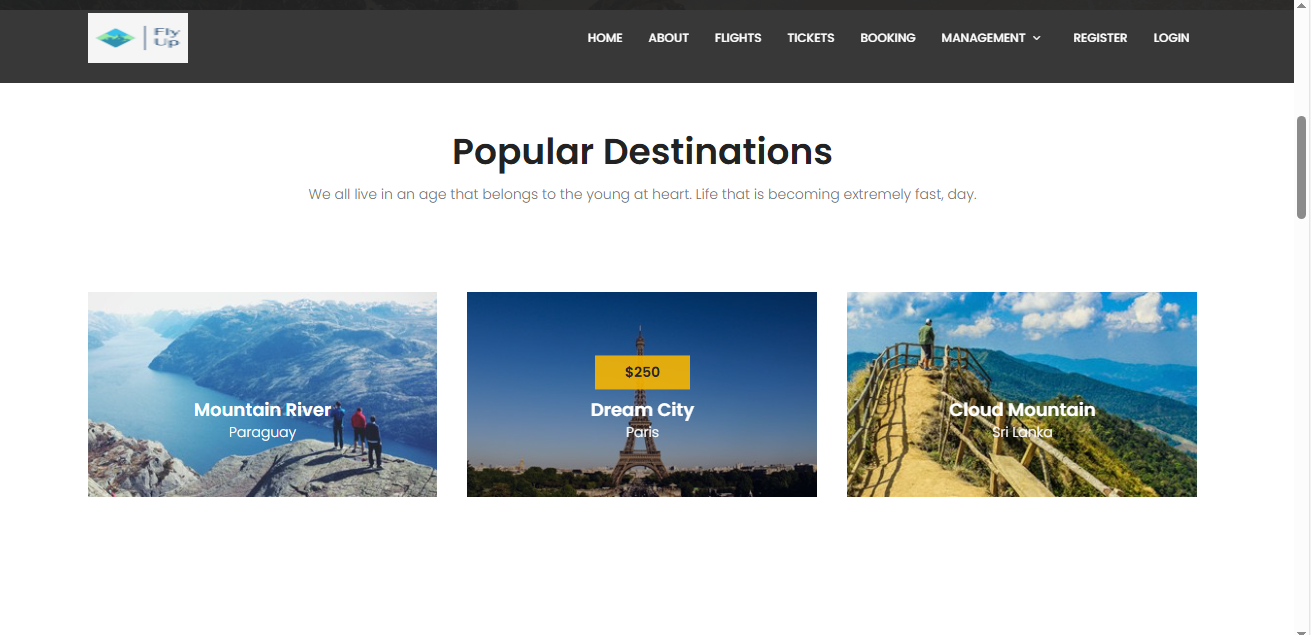 Fly
Up
HOME ABOUT FLIGHTS TICKETS BOOKING MANAGEMENT REGISTER LOGIN
Popular Destinations
We all live in an age that belongs to the young at heart. Life that is becoming extremely fast, day.
Mountain River
Paraguay
$250
Dream City
Paris
Cloud Mountain
Sri Lanka